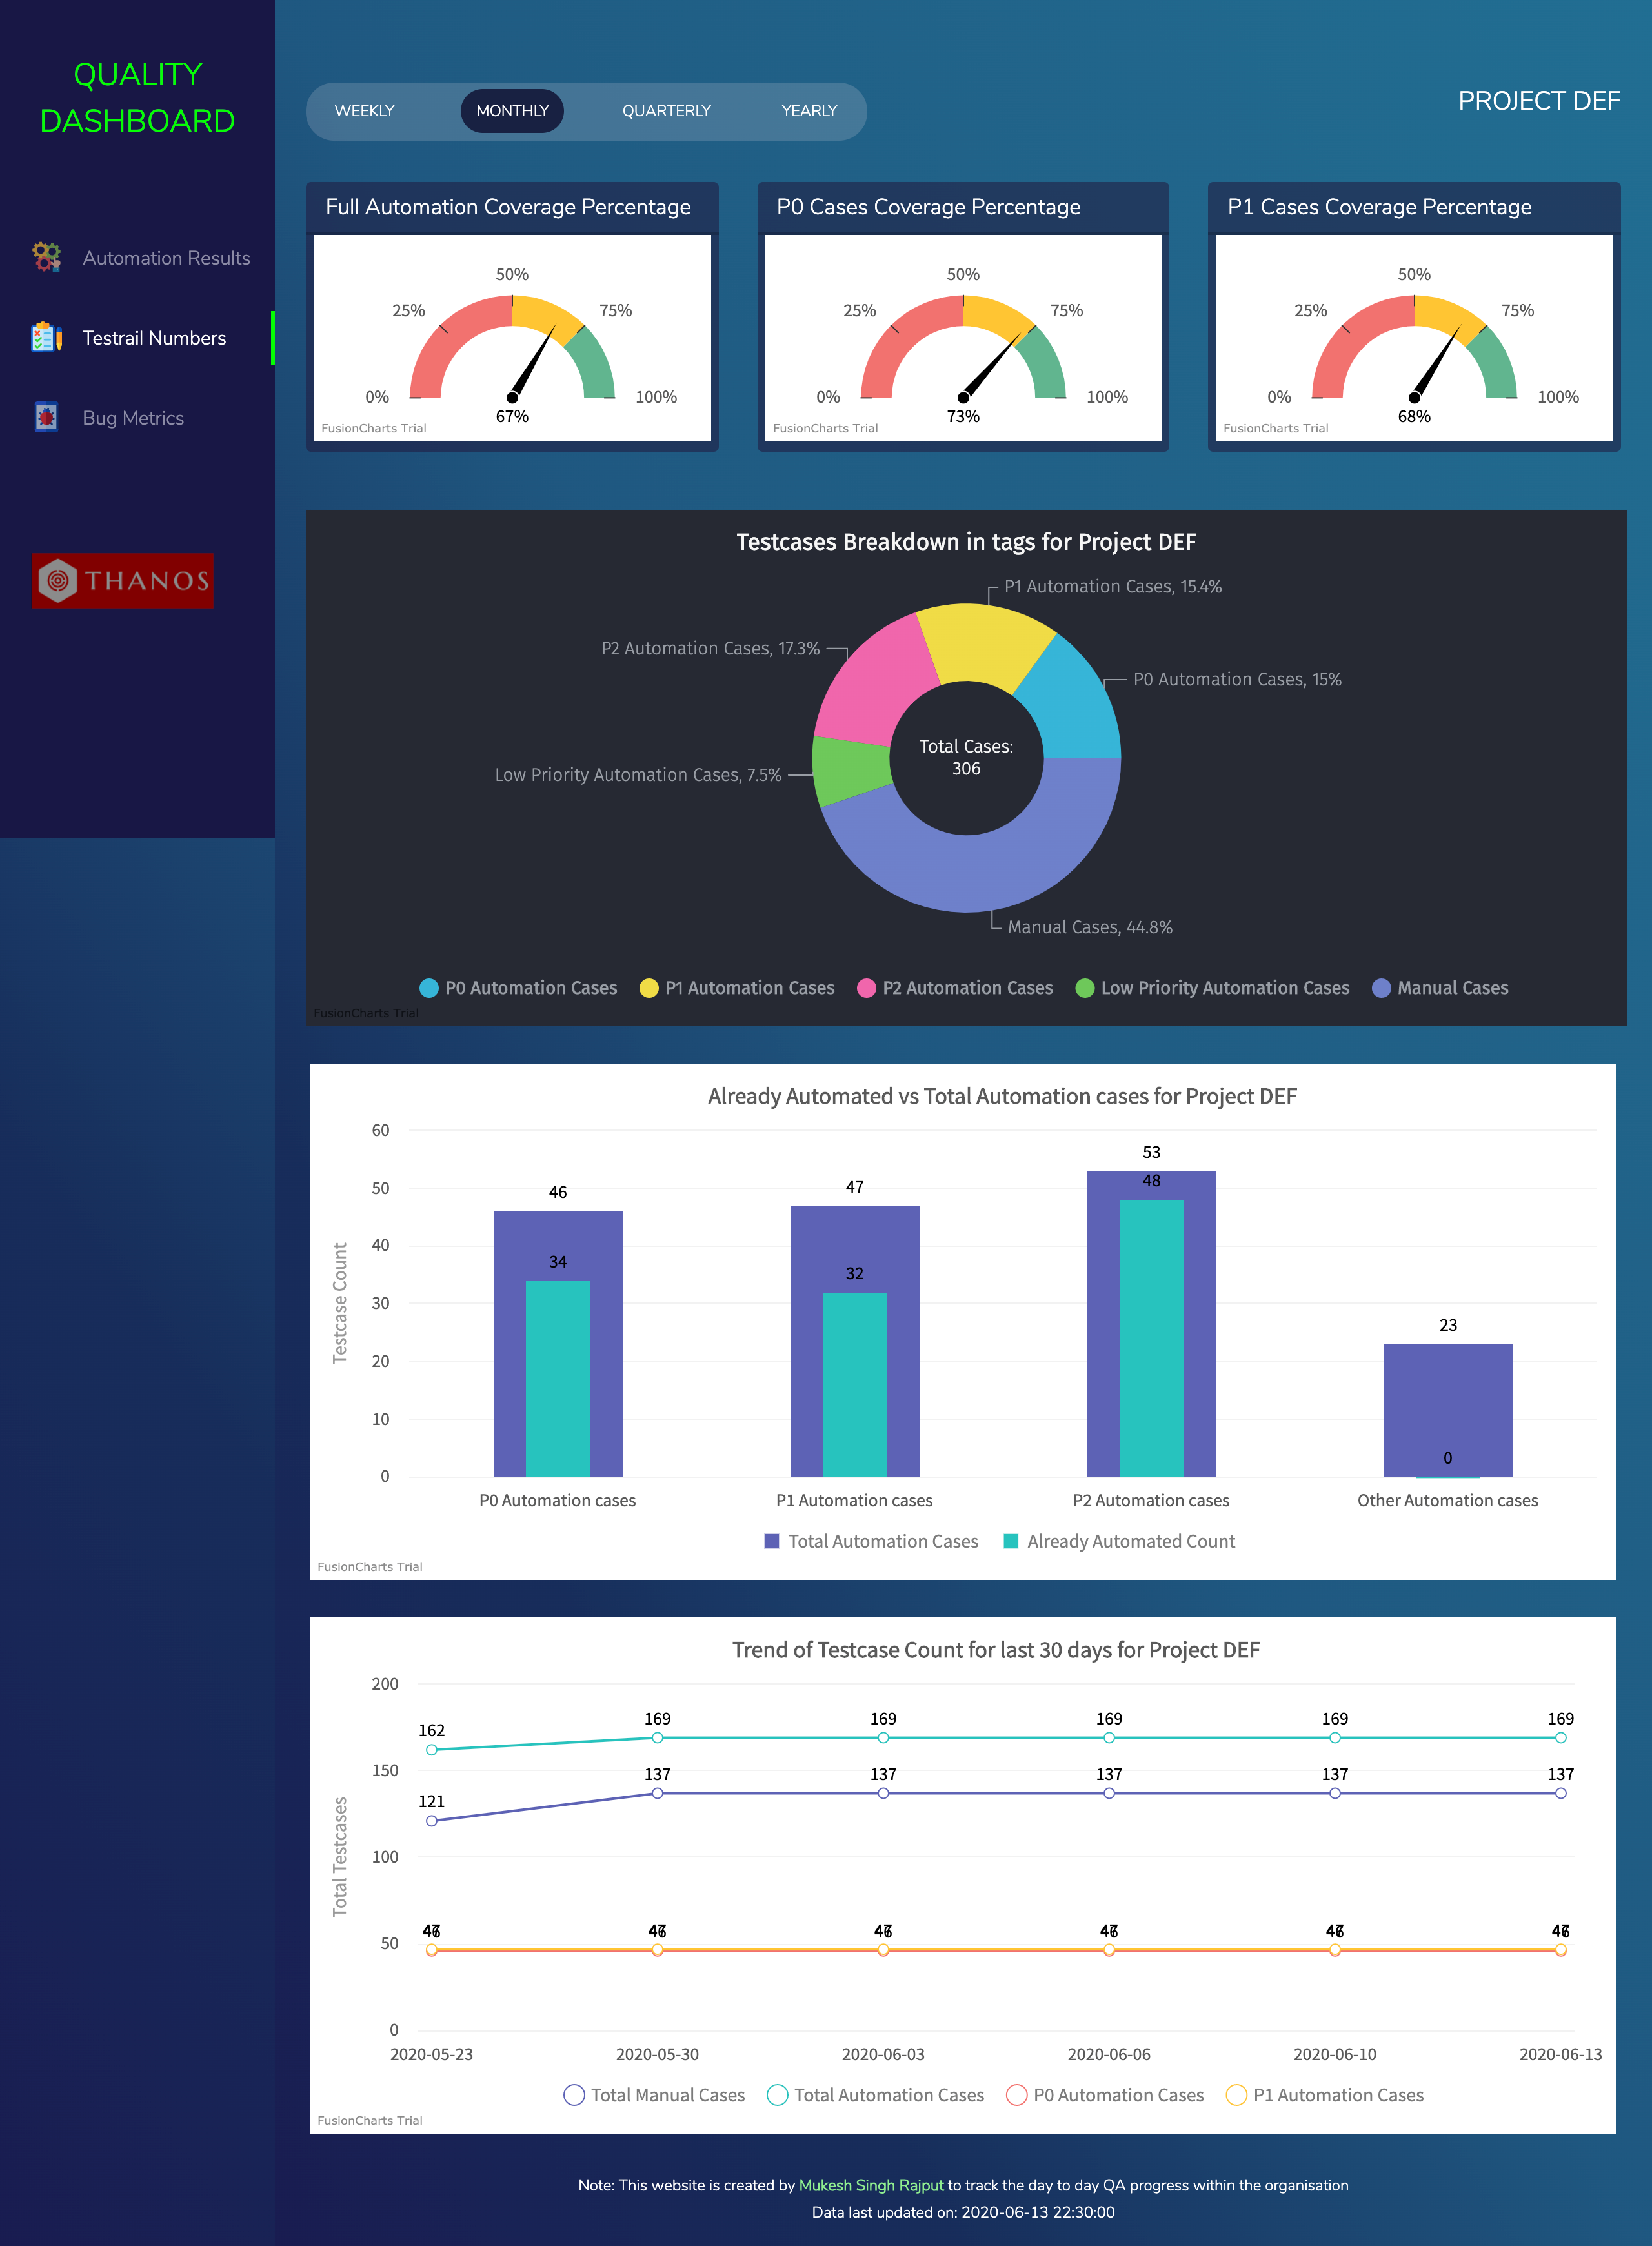 QUALITY
DASHBOARD
Automation Results
Testrail Numbers
Bug Metrics
THANOS
WEEKLY MONTHLY QUARTERLY YEARLY
PROJECT DEF
Full Automation Coverage Percentage
0% 25% 50% 75% 100%
67%
FusionCharts Trial
P0 Cases Coverage Percentage
0% 25% 50% 75% 100%
73%
FusionCharts Trial
P1 Cases Coverage Percentage
0% 25% 50% 75% 100%
68%
FusionCharts Trial
Testcases Breakdown in tags for Project DEF
P1 Automation Cases, 15.4%
P2 Automation Cases, 17.3%
P0 Automation Cases, 15%
Total Cases:
306
Low Priority Automation Cases, 7.5%
Manual Cases, 44.8%
P0 Automation Cases P1 Automation Cases P2 Automation Cases Low Priority Automation Cases Manual Cases
FusionCharts Trial
Already Automated vs Total Automation cases for Project DEF
Testcase Count
60
50
40
30
20
10
0
46
34
47
32
53
48
23
0
P0 Automation cases P1 Automation cases P2 Automation cases Other Automation cases
Total Automation Cases Already Automated Count
FusionCharts Trial
Trend of Testcase Count for last 30 days for Project DEF
Total Testcases
200
150
100
50
0
162 169 169 169 169 169
121 137 137 137 137 137
47 47 47 47 47 47
46 46 46 46 46 46
2020-05-23 2020-05-30 2020-06-03 2020-06-06 2020-06-10 2020-06-13
Total Manual Cases Total Automation Cases P0 Automation Cases P1 Automation Cases
FusionCharts Trial
Note: This website is created by Mukesh Singh Rajput to track the day to day QA progress within the organisation
Data last updated on: 2020-06-13 22:30:00